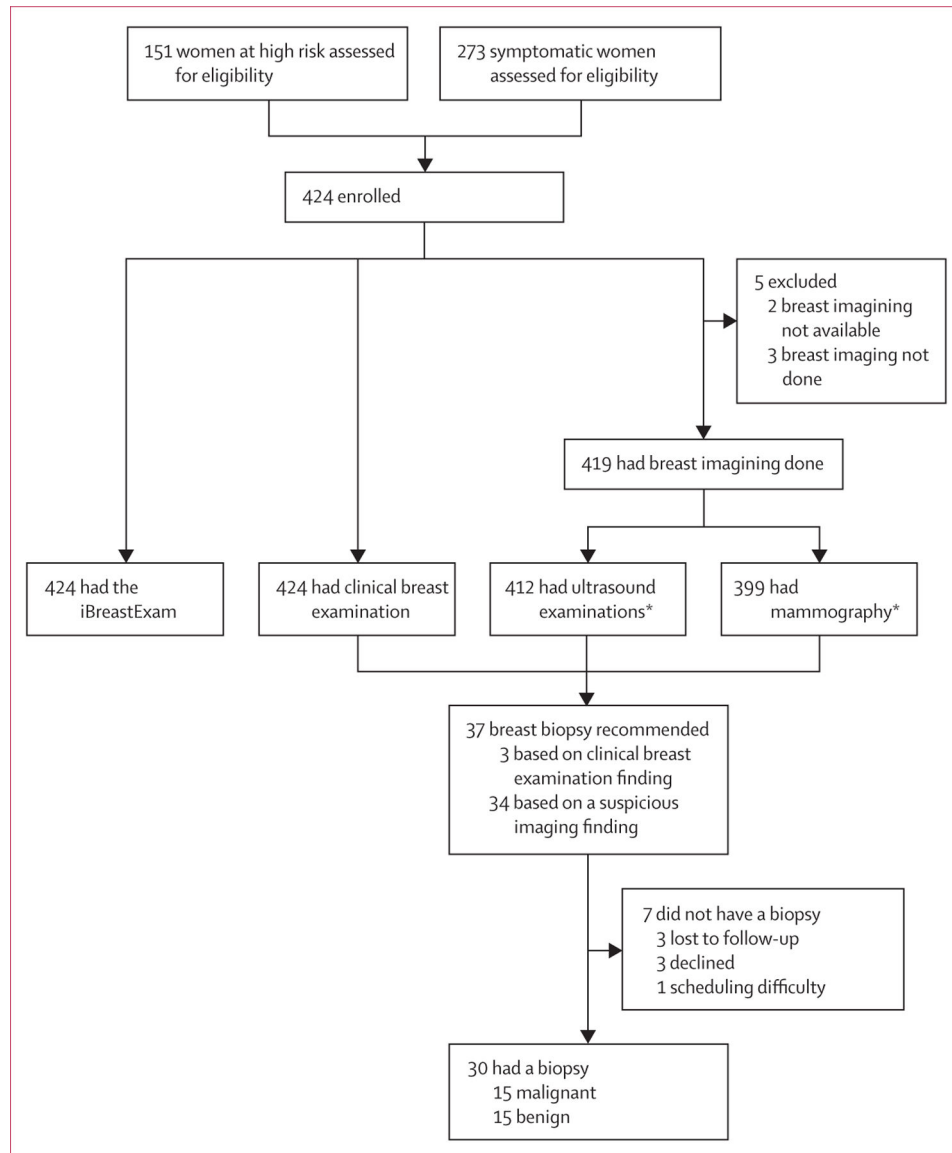 151 women at high risk assessed
for eligibility
273 symptomatic women
assessed for eligibility
424 enrolled
5 excluded
2 breast imagining
not available
3 breast imaging not
done
419 had breast imagining done
424 had the
iBreastExam
424 had clinical breast
examination
412 had ultrasound
examinations*
399 had
mammography*
37 breast biopsy recommended
3 based on clinical breast
examination finding
34 based on a suspicious
imaging finding
7 did not have a biopsy
3 lost to follow-up
3 declined
1 scheduling difficulty
30 had a biopsy
15 malignant
15 benign